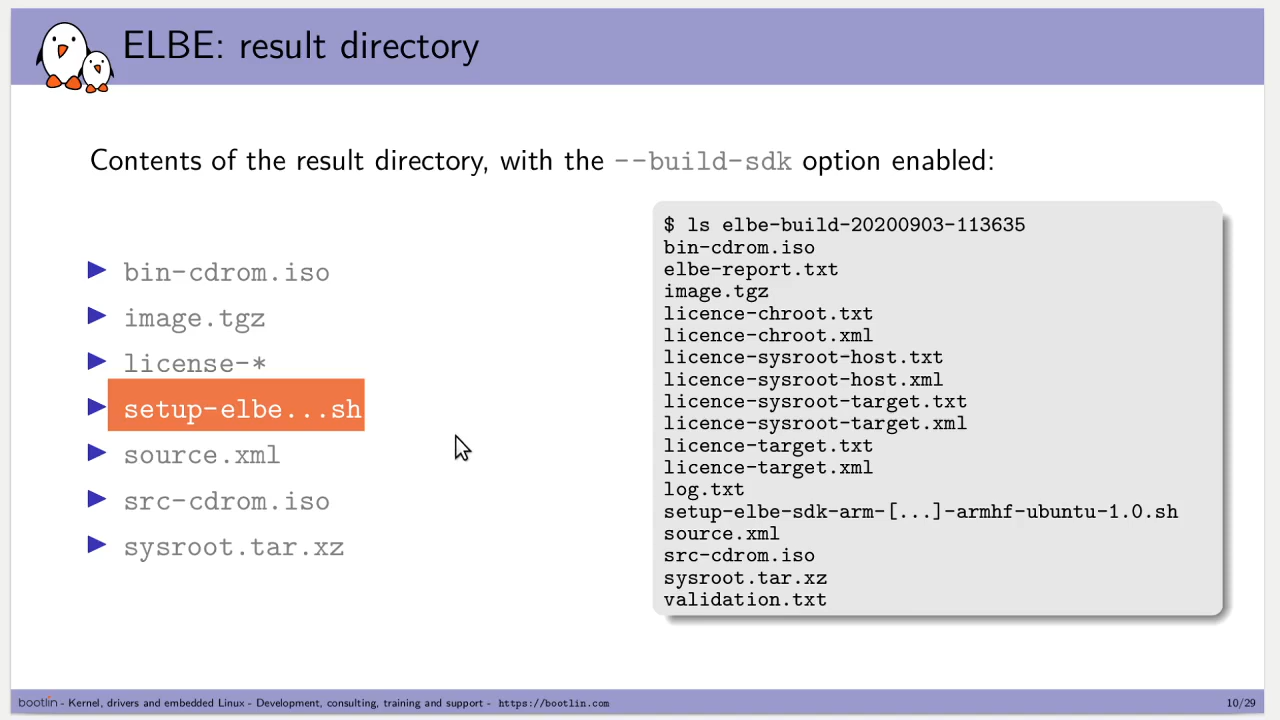 ELBE: result directory
Contents of the result directory, with the --build-sdk option enabled:
bin-cdrom.iso
image.tgz
license-*
setup-elbe...sh
source.xml
src-cdrom.iso
sysroot.tar.xz
$ ls elbe-build-20200903-113635
bin-cdrom.iso
elbe-report.txt
image.tgz
licence-chroot.txt
licence-chroot.xml
licence-sysroot-host.txt
licence-sysroot-host.xml
licence-sysroot-target.txt
licence-sysroot-target.xml
licence-target.txt
licence-target.xml
log.txt
setup-elbe-sdk-arm-[...]-armhf-ubuntu-1.0.sh
source.xml
src-cdrom.iso
sysroot.tar.xz
validation.txt
bootlin - Kernel, drivers and embedded Linux - Development, consulting, training and support - https://bootlin.com
10/29